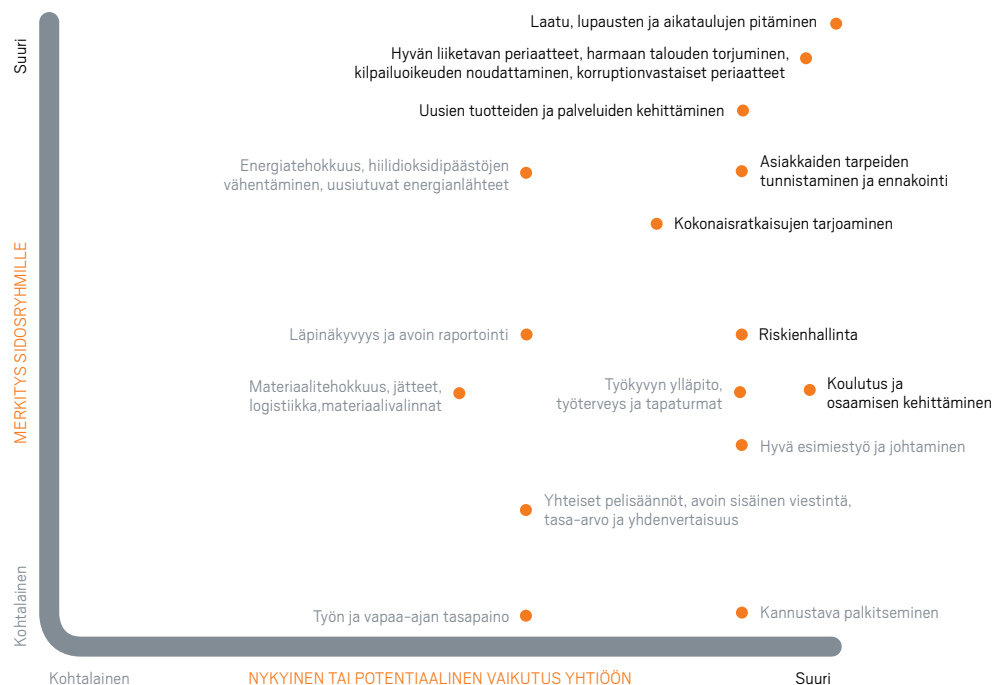 Laatu, lupausten ja aikataulujen pitäminen
Suuri
Hyvän liiketavan periaatteet, harmaan talouden torjuminen,
kilpailuoikeuden noudattaminen, korruptionvastaiset periaatteet
Uusien tuotteiden ja palveluiden kehittäminen
Energiatehokkuus, hiilidioksidipäästöjen
vähentäminen, uusiutuvat energianlähteet
Asiakkaiden tarpeiden
tunnistaminen ja ennakointi
Kokonaisratkaisujen tarjoaminen
MERKITYS SIDOSRYHMILLE
Läpinäkyvyys ja avoin raportointi
Riskienhallinta
Materiaalitehokkuus, jätteet,
logistiikka,materiaalivalinnat
Työkyvyn ylläpito,
työterveys ja tapaturmat
Koulutus ja
osaamisen kehittäminen
Hyvä esimiestyö ja johtaminen
Yhteiset pelisäännöt, avoin sisäinen viestintä,
tasa-arvo ja yhdenvertaisuus
Kohtalainen
Työn ja vapaa-ajan tasapaino
Kannustava palkitseminen
Kohtalainen
NYKYINEN TAI POTENTIAALINEN VAIKUTUS YHTIÖÖN
Suuri